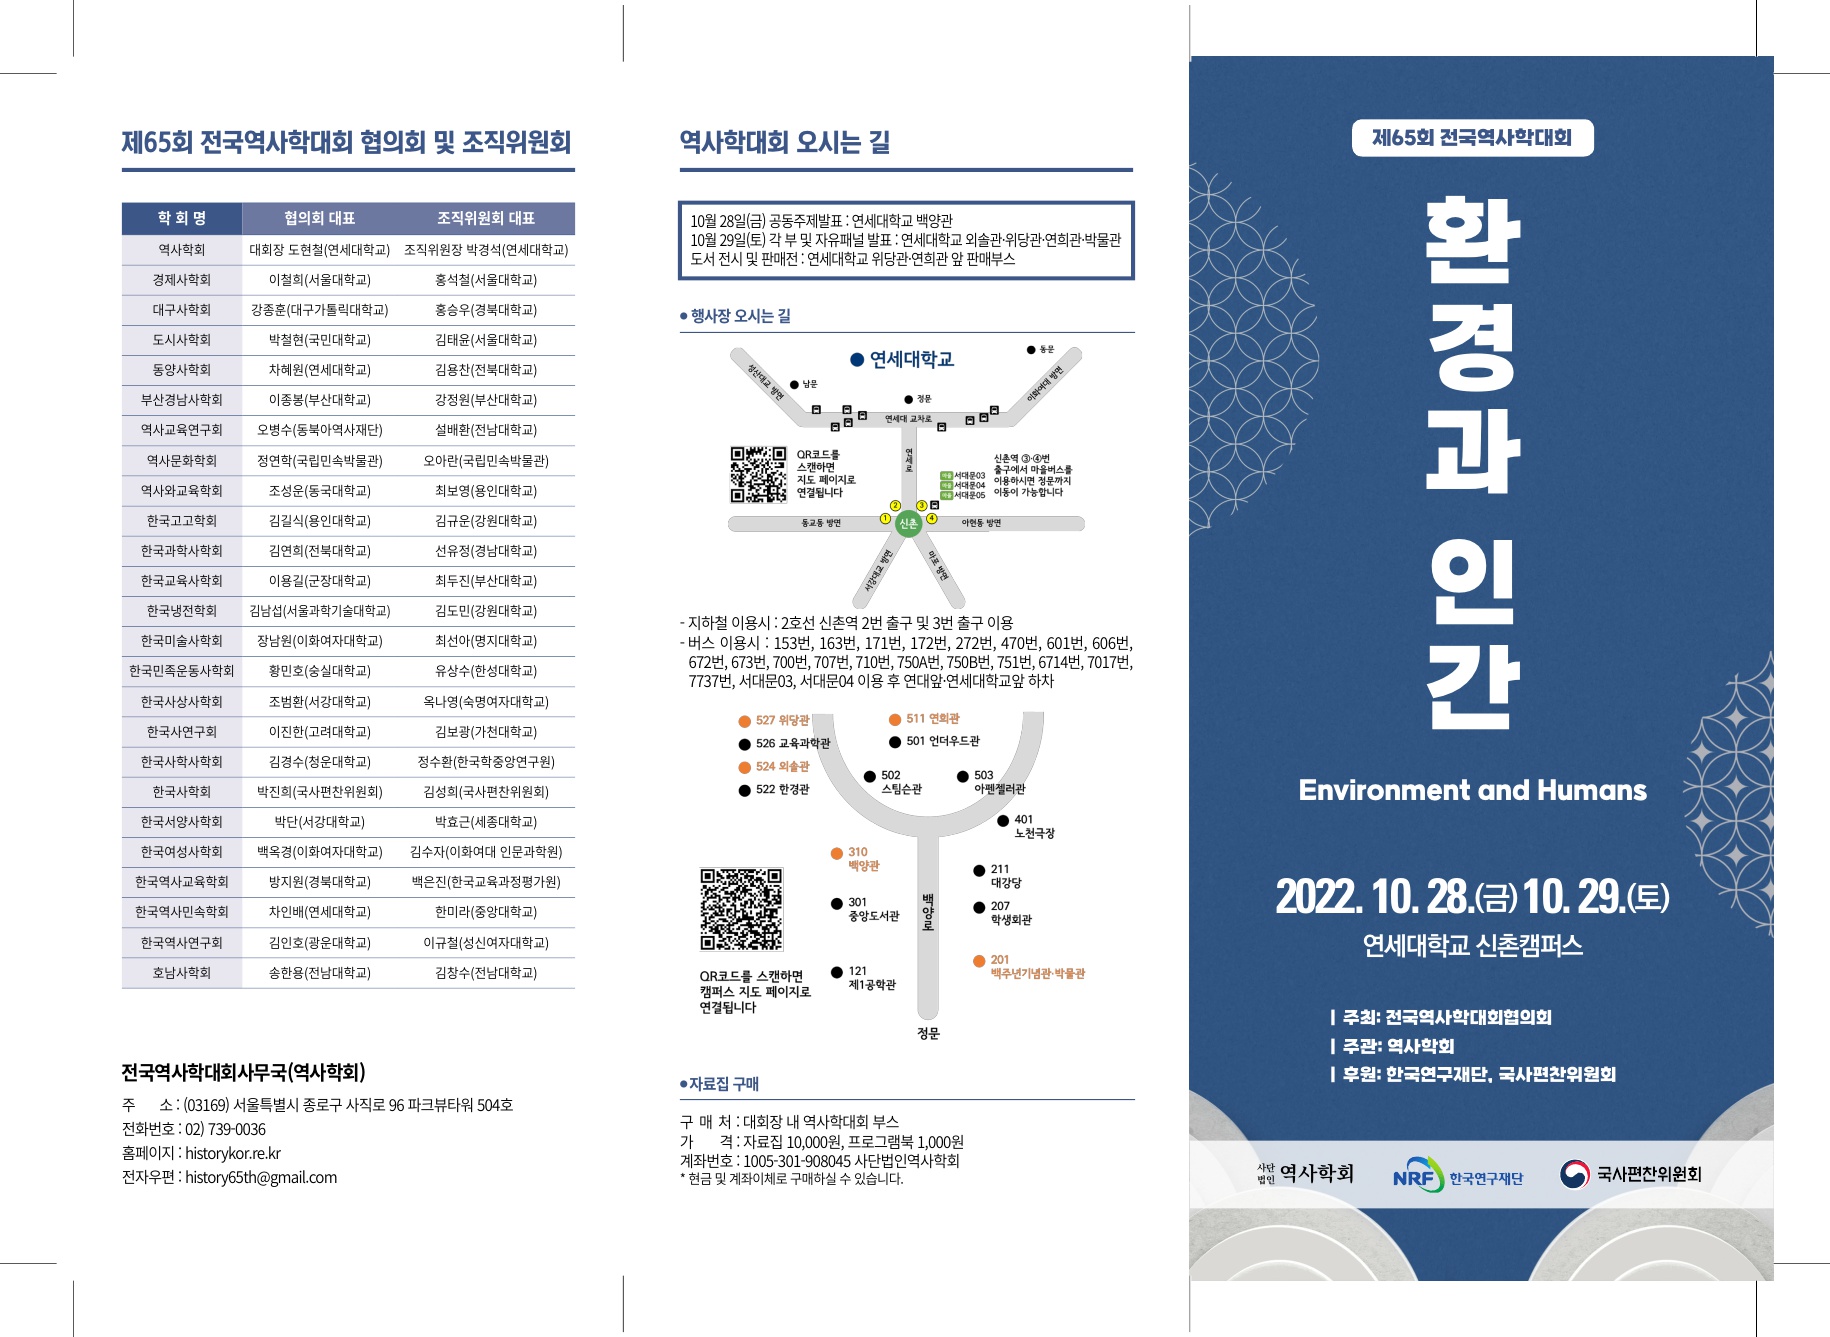 제65회 전국역사학대회 협의회 및 조직위원회
학 회 명 협의회 대표 조직위원회 대표
역사학회 대회장 도현철(연세대학교) 조직위원장 박경석(연세대학교)
경제사학회 이철희(서울대학교) 홍석철(서울대학교)
대구사학회 강종훈(대구가톨릭대학교) 홍승우(경북대학교)
도시사학회 박철현(국민대학교) 김태윤(서울대학교)
동양사학회 차혜원(연세대학교) 김용찬(전북대학교)
부산경남사학회 이종봉(부산대학교) 강정원(부산대학교)
역사교육연구회 오병수(동북아역사재단) 설배환(전남대학교)
역사문화학회 정연학(국립민속박물관) 오아란(국립민속박물관)
역사와교육학회 조성운(동국대학교) 최보영(용인대학교)
한국고고학회 김길식(용인대학교) 김규운(강원대학교)
한국과학사학회 김연희(전북대학교) 선유정(경남대학교)
한국교육사학회 이용길(군장대학교) 최두진(부산대학교)
한국냉전학회 김남섭(서울과학기술대학교) 김도민(강원대학교)
한국미술사학회 장남원(이화여자대학교) 최선아(명지대학교)
한국민족운동사학회 황민호(숭실대학교) 유상수(한성대학교)
한국사상사학회 조범환(서강대학교) 옥나영(숙명여자대학교)
한국사연구회 이진한(고려대학교) 김보광(가천대학교)
한국사학사학회 김경수(청운대학교) 정수환(한국학중앙연구원)
한국사학회 박진희(국사편찬위원회) 김성희(국사편찬위원회)
한국서양사학회 박단(서강대학교) 박효근(세종대학교)
한국여성사학회 백옥경(이화여자대학교) 김수자(이화여대 인문과학원)
한국역사교육학회 방지원(경북대학교) 백은진(한국교육과정평가원)
한국역사민속학회 차인배(연세대학교) 한미라(중앙대학교)
한국역사연구회 김인호(광운대학교) 이규철(성신여자대학교)
호남사학회 송한용(전남대학교) 김창수(전남대학교)
전국역사학대회사무국(역사학회)
주 소 : (03169) 서울특별시 종로구 사직로 96 파크뷰타워 504호
전화번호 : 02) 739-0036
홈페이지 : historykor.re.kr
전자우편 : history65th@gmail.com
역사학대회 오시는 길
10월 28일(금) 공동주제발표 : 연세대학교 백양관
10월 29일(토) 각 부 및 자유패널 발표 : 연세대학교 외솔관·위당관·연희관·박물관
도서 전시 및 판매전 : 연세대학교 위당관·연희관 앞 판매부스
● 행사장 오시는 길
연세대학교
동문
성산대교 방면
남문
이화여대 방면
정문
연세대 교차로
연세로
QR코드를
스캔하면
지도 페이지로
연결됩니다
신촌역 ③·④번
출구에서 마을버스를
이용하시면 정문까지
이동이 가능합니다
마을 서대문03
마을 서대문04
마을 서대문05
2 3
1 신촌 4
동교동 방면
아현동 방면
서강대교 방면
마포 방면
- 지하철 이용시 : 2호선 신촌역 2번 출구 및 3번 출구 이용
- 버스 이용시 : 153번, 163번, 171번, 172번, 272번, 470번, 601번, 606번,
672번, 673번, 700번, 707번, 710번, 750A번, 750B번, 751번, 6714번, 7017번,
7737번, 서대문03, 서대문04 이용 후 연대앞·연세대학교앞 하차
527 위당관
511 연희관
526 교육과학관
501 언더우드관
524 외솔관
522 한경관
502
스팀슨관
503
아펜젤러관
401
노천극장
310
백양관
211
대강당
301
중앙도서관
207
학생회관
백양로
201
백주년기념관·박물관
121
제1공학관
QR코드를 스캔하면
캠퍼스 지도 페이지로
연결됩니다
정문
● 자료집 구매
구 매 처 : 대회장 내 역사학대회 부스
가 격 : 자료집 10,000원, 프로그램북 1,000원
계좌번호 : 1005-301-908045 사단법인역사학회
* 현금 및 계좌이체로 구매하실 수 있습니다.
제65회 전국역사학대회
환경과 인간
Environment and Humans
2022. 10. 28.(금) 10. 29.(토)
연세대학교 신촌캠퍼스
| 주최: 전국역사학대회협의회
| 주관: 역사학회
| 후원: 한국연구재단, 국사편찬위원회
사단법인 역사학회
NRF 한국연구재단
국사편찬위원회